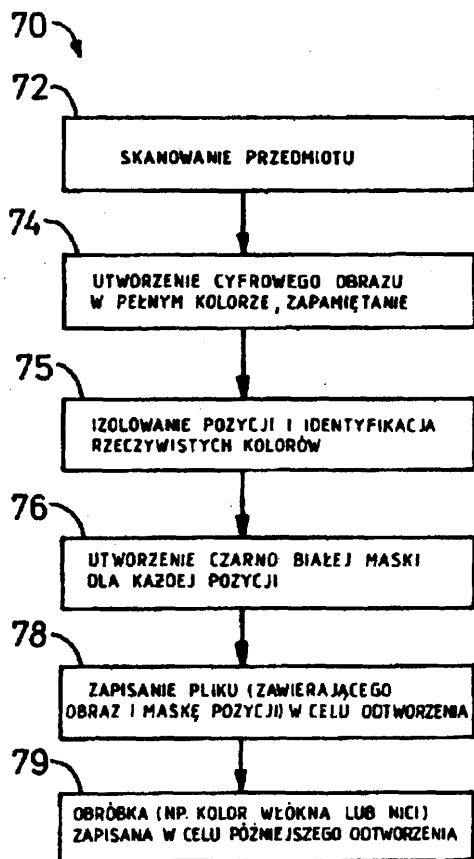 70
72
SKANOWANIE PRZEDMIOTU
74
UTWORZENIE CYFROWEGO OBRAZU
W PEŁNYM KOLORZE, ZAPAMIĘTANIE
75
IZOLOWANIE POZYCJI I IDENTYFIKACJA
RZECZYWISTYCH KOLORÓW
76
UTWORZENIE CZARNO BIAŁEJ MASKI
DLA KAŻDEJ POZYCJI
78
ZAPISANIE PLIKU (ZAWIERAJĄCEGO
OBRAZ I MASKĘ POZYCJI) W CELU ODTWORZENIA
79
OBRÓBKA (NP. KOLOR WŁÓKNA LUB NICI)
ZAPISANA W CELU PÓŹNIEJSZEGO ODTWORZENIA